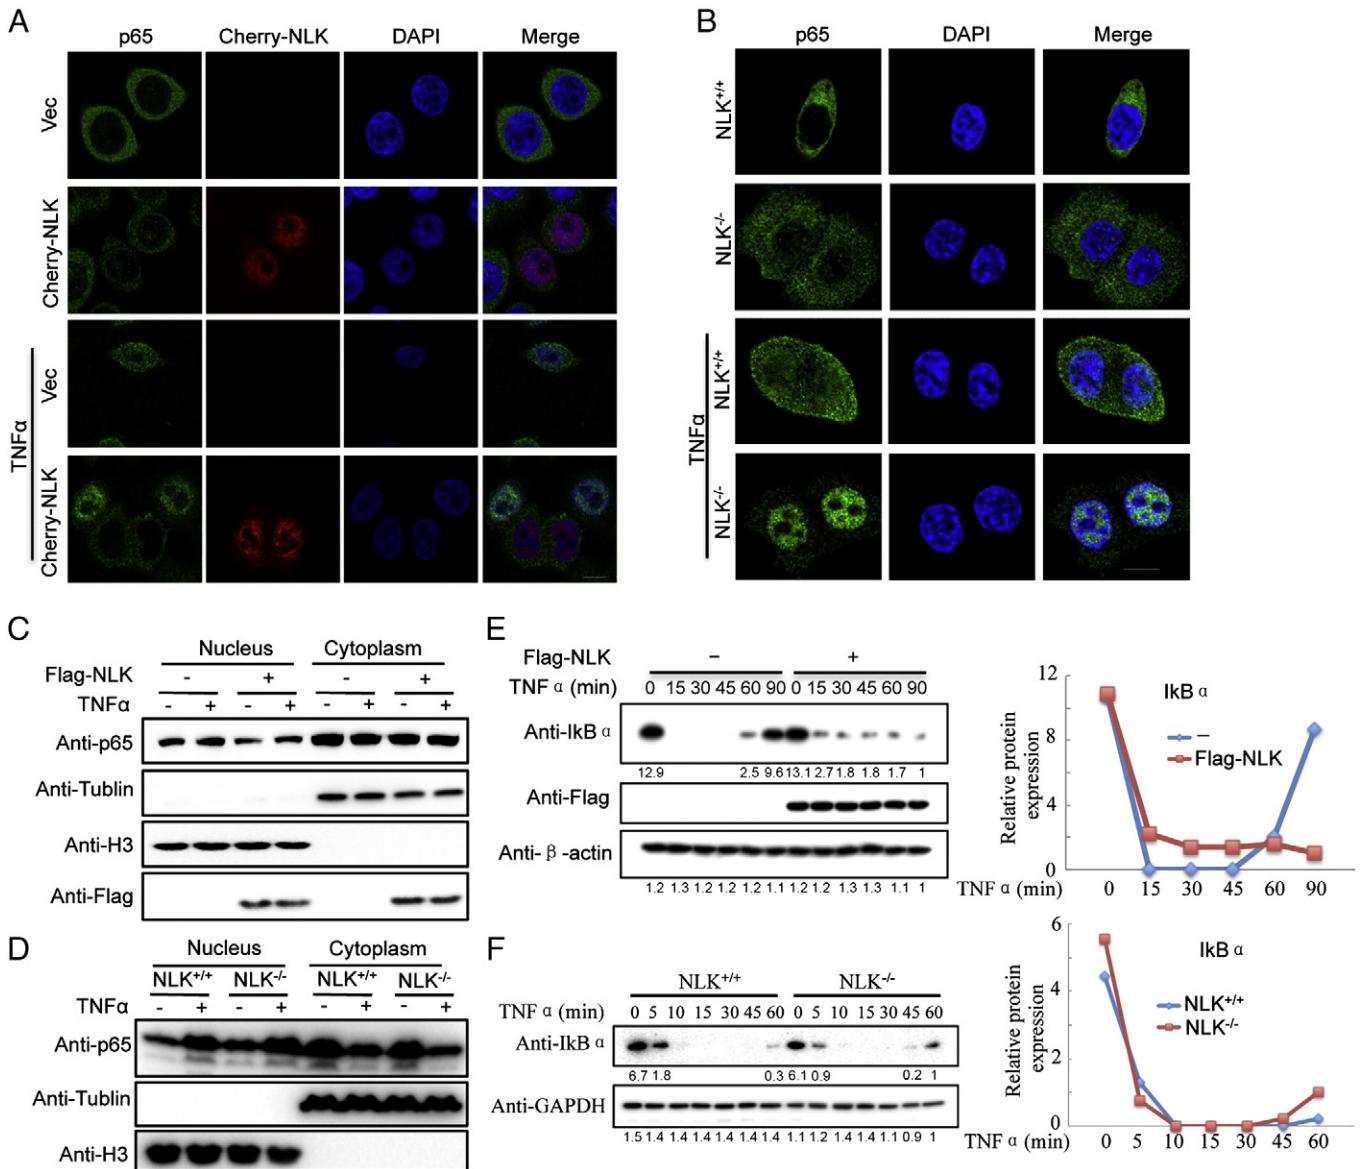 A
p65 Cherry-NLK DAPI Merge
Vec
Cherry-NLK
TNFα
Vec
Cherry-NLK
B
p65 DAPI Merge
NLK+/+
NLK-/-
TNFα
NLK+/+
NLK-/-
C
Nucleus Cytoplasm
Flag-NLK - + - +
TNFα - + - + - + - +
Anti-p65
Anti-Tublin
Anti-H3
Anti-Flag
D
Nucleus Cytoplasm
NLK+/+ NLK-/- NLK+/+ NLK-/-
TNFα - + - + - + - +
Anti-p65
Anti-Tublin
Anti-H3
E
Flag-NLK – +
TNF α (min) 0 15 30 45 60 90 0 15 30 45 60 90
Anti-IkB α
12.9 2.5 9.6 13.1 2.7 1.8 1.8 1.7 1
Anti-Flag
Anti- β -actin
1.2 1.3 1.2 1.2 1.2 1.1 1.2 1.2 1.3 1.3 1.1 1
Relative protein
expression
12
8
4
0
IkB α
–
Flag-NLK
TNF α (min) 0 15 30 45 60 90
F
NLK+/+ NLK-/-
TNF α (min) 0 5 10 15 30 45 60 0 5 10 15 30 45 60
Anti-IkB α
6.7 1.8 0.3 6.1 0.9 0.2 1
Anti-GAPDH
1.5 1.4 1.4 1.4 1.4 1.4 1.4 1.1 1.2 1.4 1.4 1.1 0.9 1
Relative protein
expression
6
4
2
0
IkB α
NLK+/+
NLK-/-
TNF α (min) 0 5 10 15 30 45 60